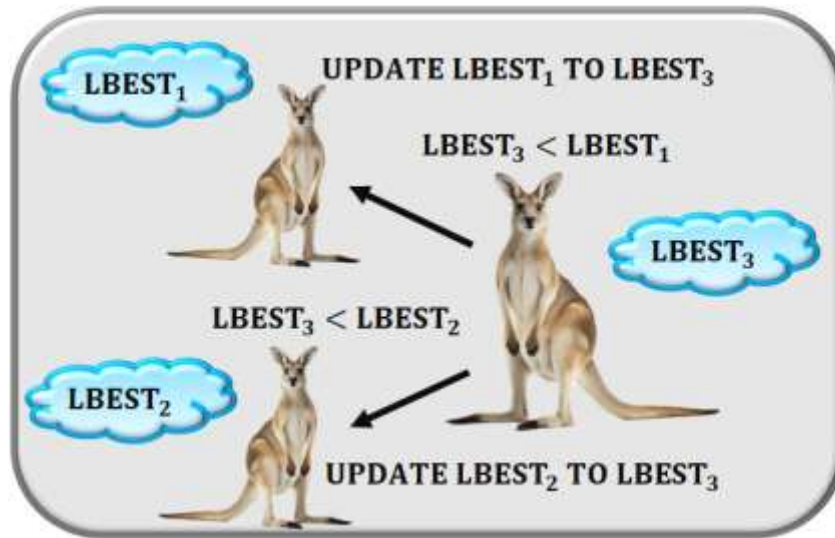 LBEST₁
UPDATE LBEST₁ TO LBEST₃
LBEST₃ < LBEST₁
LBEST₃
LBEST₃ < LBEST₂
LBEST₂
UPDATE LBEST₂ TO LBEST₃